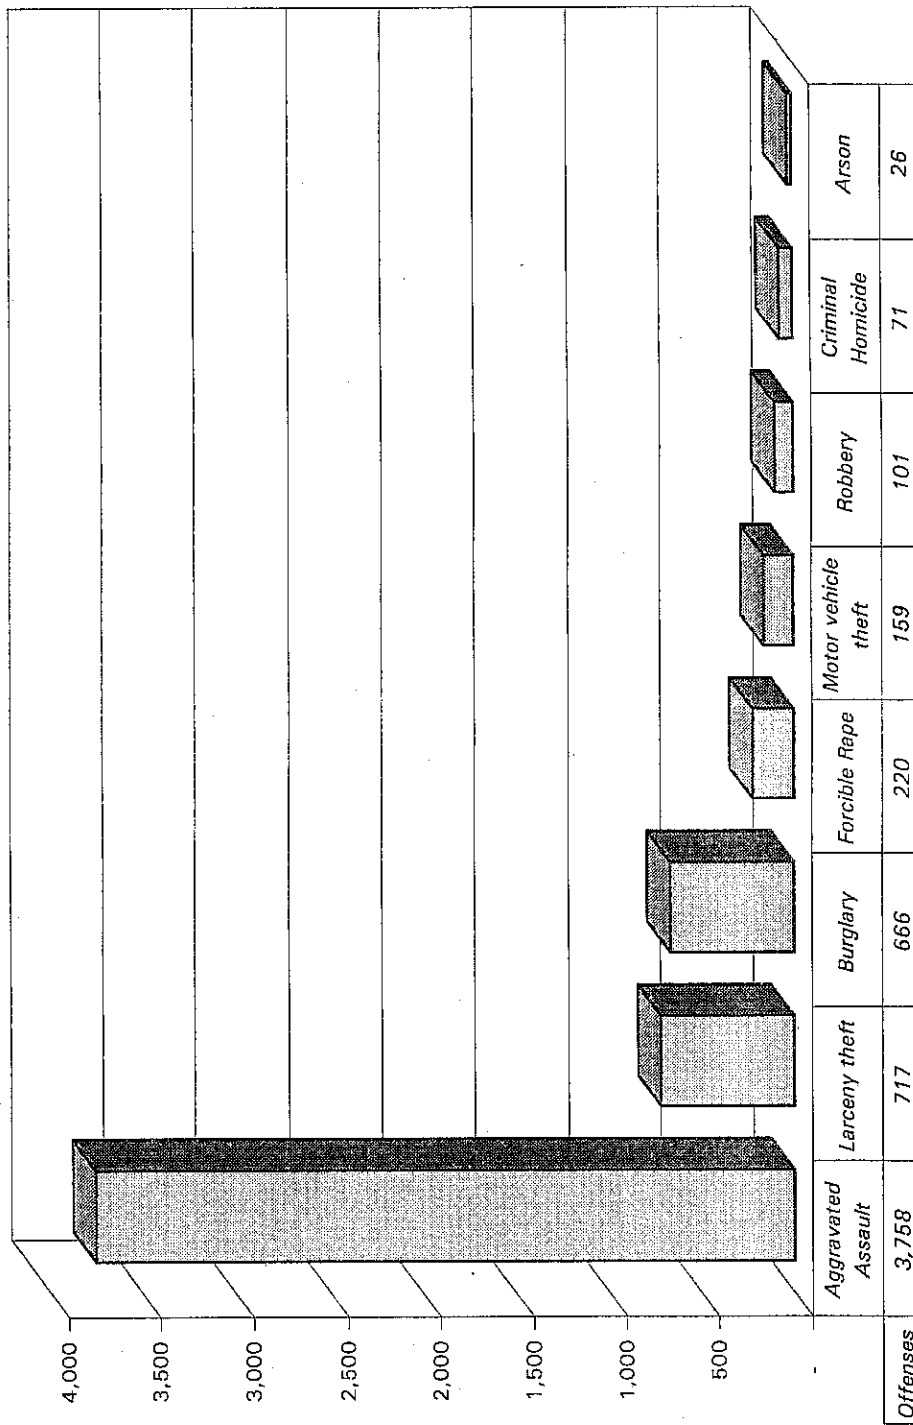 4,000
3,500
3,000
2,500
2,000
1,500
1,000
500
-
Aggravated Assault
Larceny theft
Burglary
Forcible Rape
Motor vehicle theft
Robbery
Criminal Homicide
Arson
Offenses 3,758 717 666 220 159 101 71 26